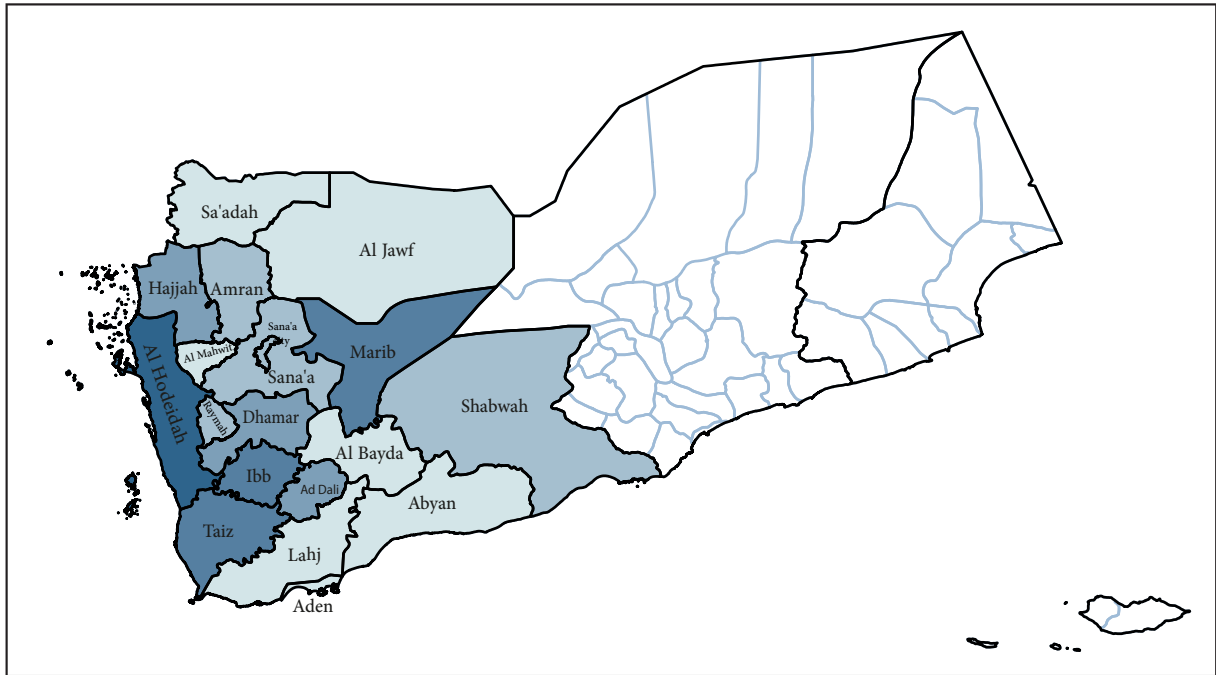 Sa'adah
Al Jawf
Hajjah
Amran
Sana'a
ty
Al Mahwit
Marib
Al Hodeidah
Sana'a
Raymah
Dhamar
Shabwah
Al Bayda
Ibb
Ad Dali
Abyan
Taiz
Lahj
Aden